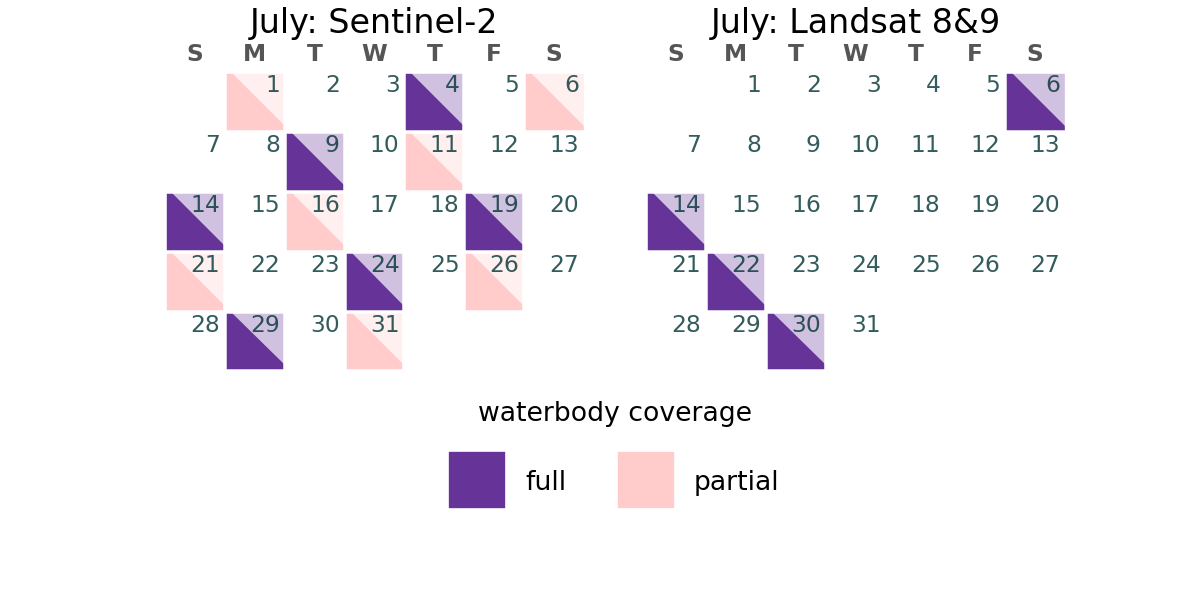 July: Sentinel-2
S M T W T F S
1 2 3 4 5 6
7 8 9 10 11 12 13
14 15 16 17 18 19 20
21 22 23 24 25 26 27
28 29 30 31
July: Landsat 8&9
S M T W T F S
1 2 3 4 5 6
7 8 9 10 11 12 13
14 15 16 17 18 19 20
21 22 23 24 25 26 27
28 29 30 31
waterbody coverage
full
partial